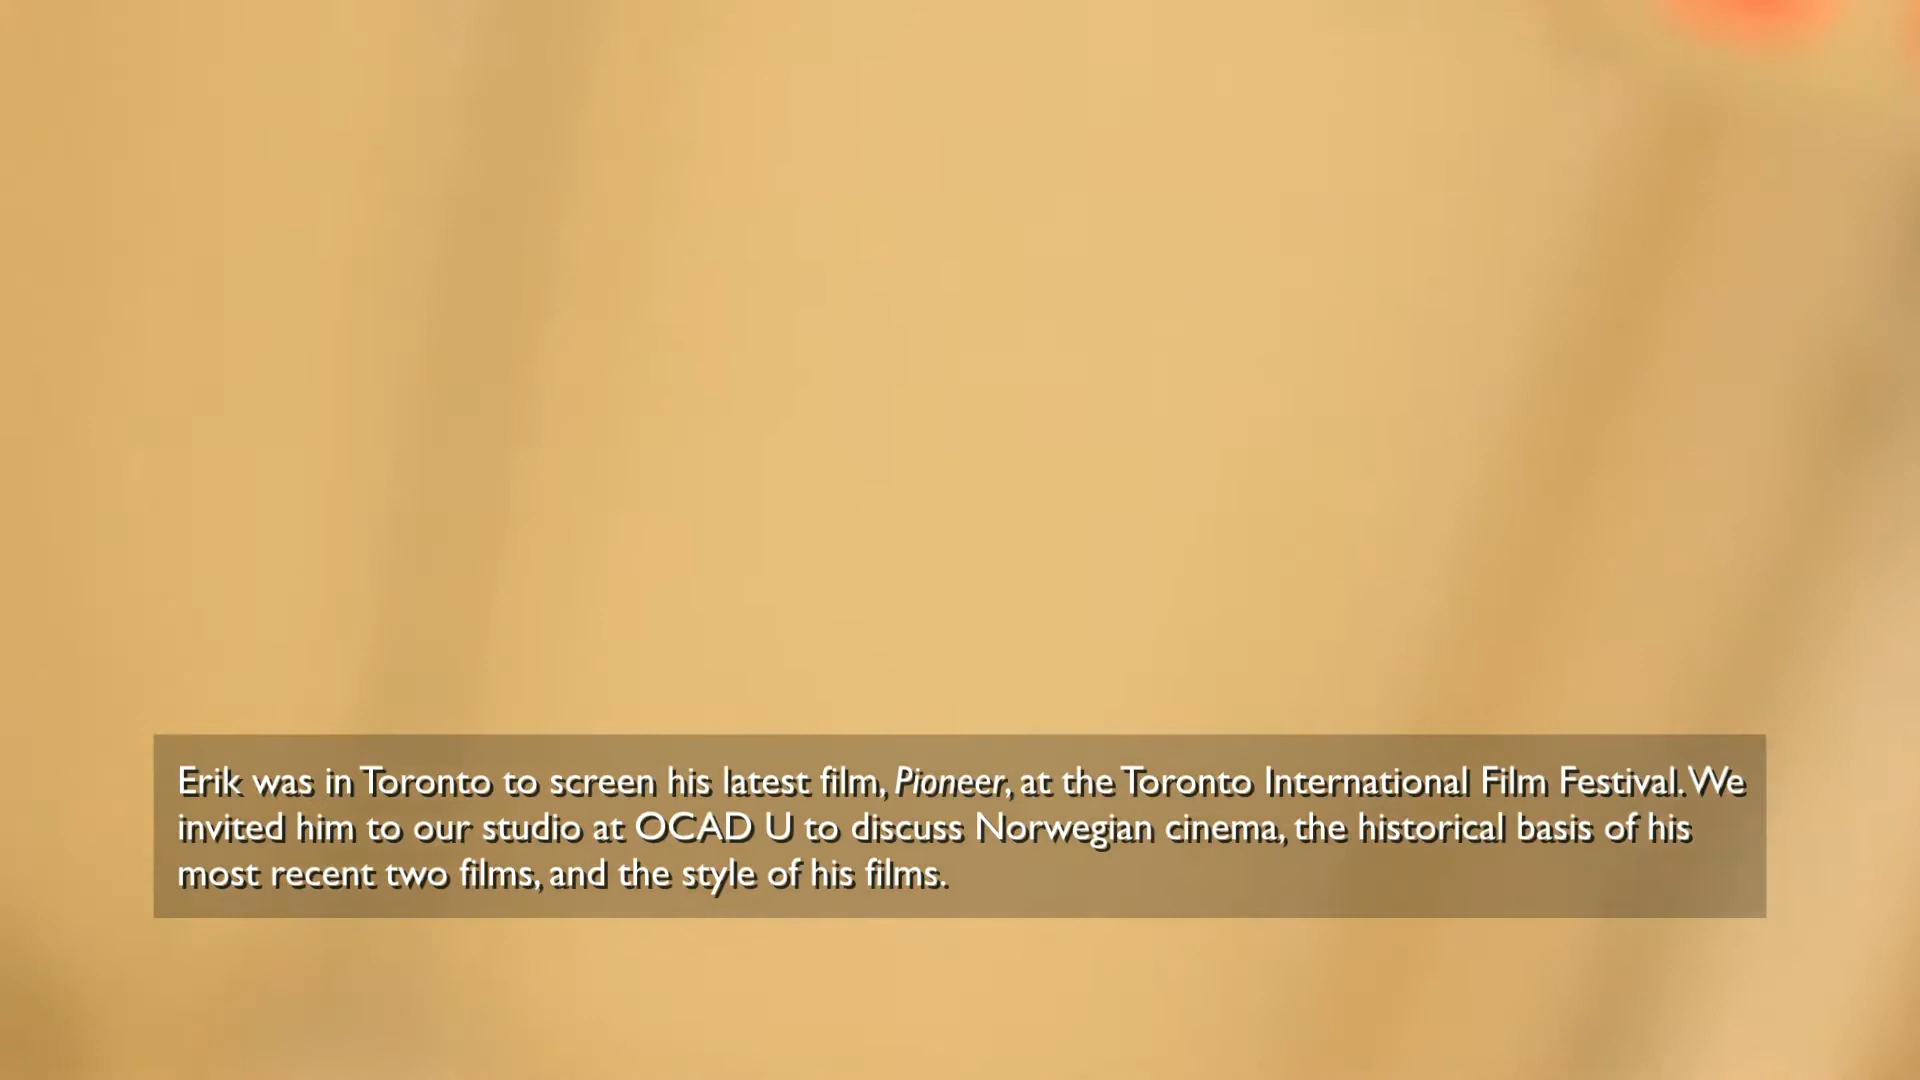 Erik was in Toronto to screen his latest film, Pioneer, at the Toronto International Film Festival. We
invited him to our studio at OCAD U to discuss Norwegian cinema, the historical basis of his
most recent two films, and the style of his films.